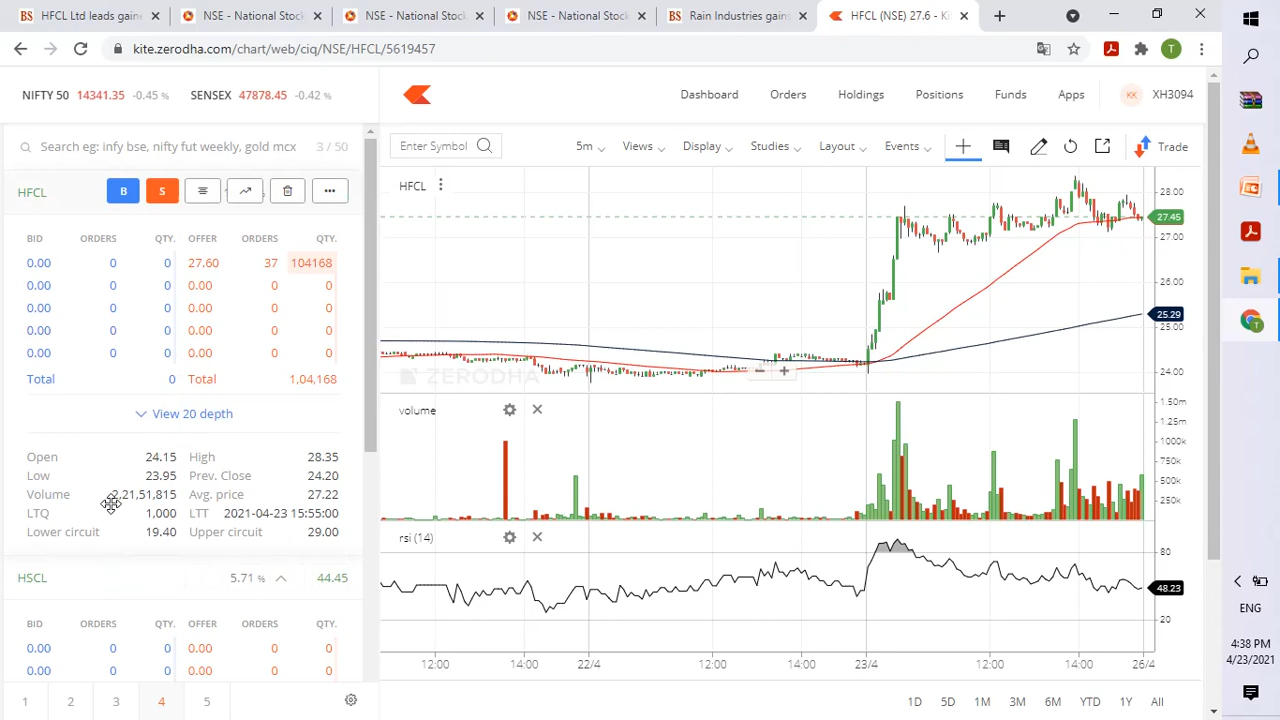 HFCL Ltd leads gaine
NSE - National Stock
NSE - National Stock
NSE - National Stock
Rain Industries gains
HFCL (NSE) 27.6 - Ki
kite.zerodha.com/chart/web/ciq/NSE/HFCL/5619457
T
NIFTY 50 14341.35 -0.45 % SENSEX 47878.45 -0.42 %
Dashboard Orders Holdings Positions Funds Apps KK XH3094
Search eg: infy bse, nifty fut weekly, gold mcx 3 / 50
Enter Symbol 5m Views Display Studies Layout Events Trade
HFCL B S
HFCL
BID ORDERS QTY. OFFER ORDERS QTY.
0.00 0 0 27.60 37 104168
0.00 0 0 0.00 0 0
0.00 0 0 0.00 0 0
0.00 0 0 0.00 0 0
0.00 0 0 0.00 0 0
Total 0 Total 1,04,168
View 20 depth
Open 24.15 High 28.35
Low 23.95 Prev. Close 24.20
Volume 2,21,51,815 Avg. price 27.22
LTQ 1,000 LTT 2021-04-23 15:55:00
Lower circuit 19.40 Upper circuit 29.00
HSCL 5.71 % 44.45
BID ORDERS QTY. OFFER ORDERS QTY.
0.00 0 0 0.00 0 0
0.00 0 0 0.00 0 0
1 2 3 4 5
28.00
27.45
27.00
26.00
25.29
25.00
24.00
ZERODHA
volume
1.50m
1.25m
1000k
750k
500k
250k
rsi (14)
80
48.23
20
12:00 14:00 22/4 12:00 14:00 23/4 12:00 14:00 26/4
1D 5D 1M 3M 6M YTD 1Y All
ENG
4:38 PM
4/23/2021